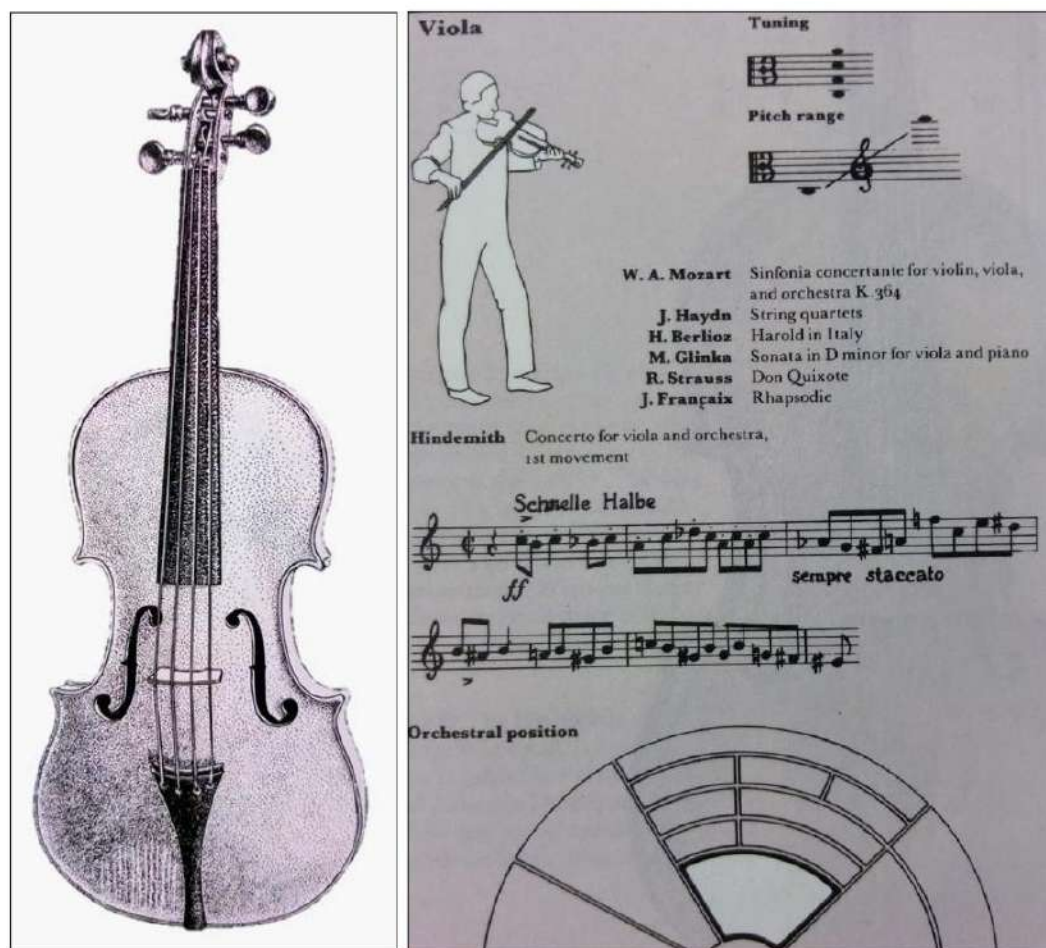 Viola
Tuning
Pitch range
W. A. Mozart Sinfonia concertante for violin, viola,
and orchestra K.364
J. Haydn String quartets
H. Berlioz Harold in Italy
M. Glinka Sonata in D minor for viola and piano
R. Strauss Don Quixote
J. Françaix Rhapsodie
Hindemith Concerto for viola and orchestra,
1st movement
Schnelle Halbe
ff
sempre staccato
Orchestral position